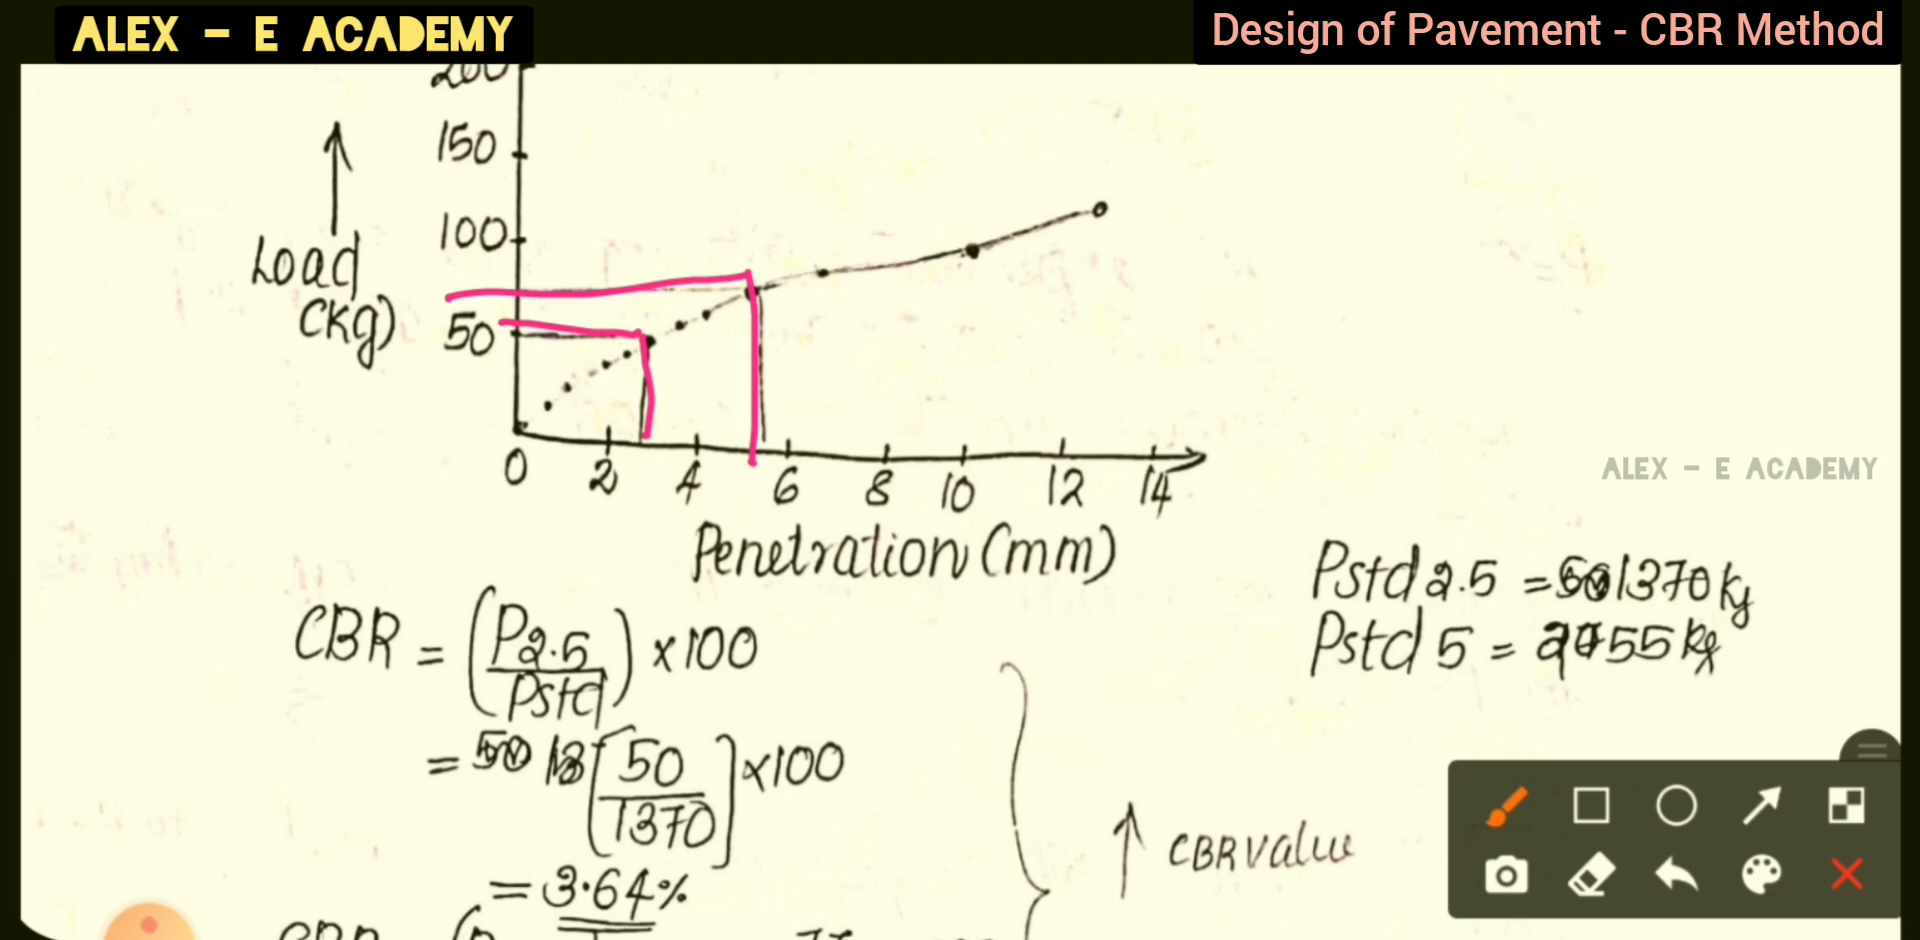 ALEX - E ACADEMY
Design of Pavement - CBR Method
200
150
100
50
Load
(kg)
0 2 4 6 8 10 12 14
Penetration (mm)
ALEX - E ACADEMY
Pstd 2.5 = 1370 kg
Pstd 5 = 2055 kg
CBR = (P2.5 / Pstd) x100
= [50 / 1370] x100
= 3.64%
CBR value
CBR